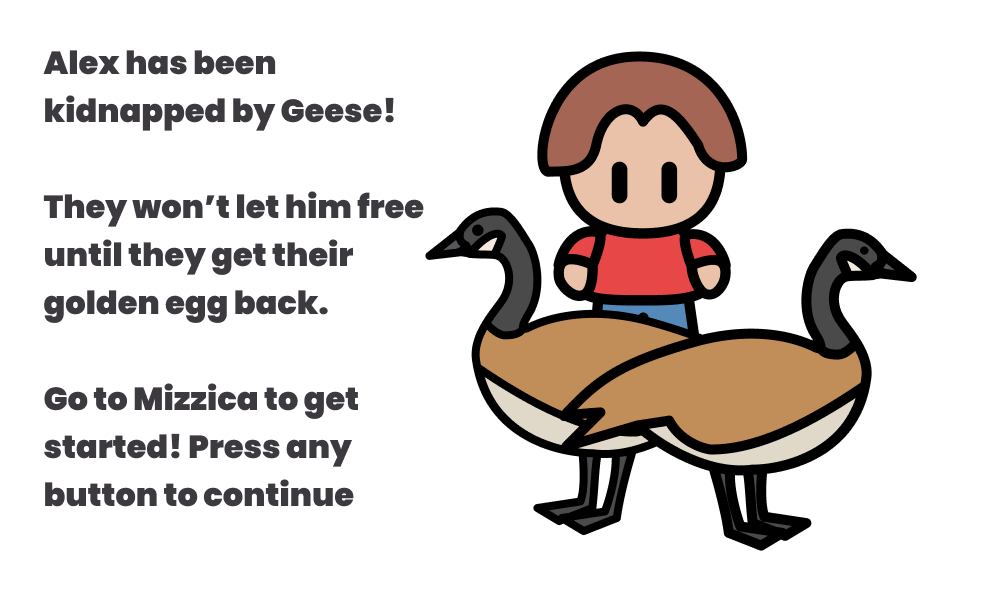 Alex has been
kidnapped by Geese!
They won’t let him free
until they get their
golden egg back.
Go to Mizzica to get
started! Press any
button to continue